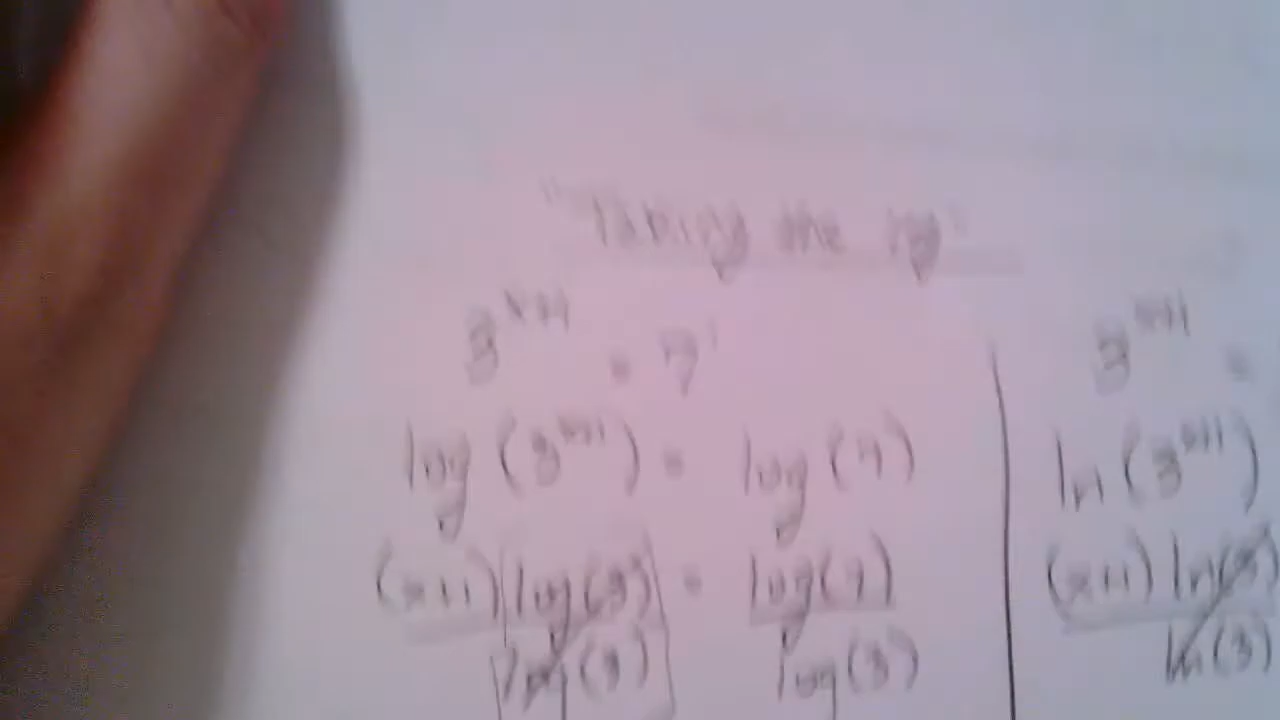 "Taking the log"
3^(x+1) = 7
log (3^(x+1)) = log (7)
(x+1) log(3) = log(7)
log(3) log(3)
3^(x+1) =
ln (3^(x+1))
(x+1) ln(3)
ln(3)